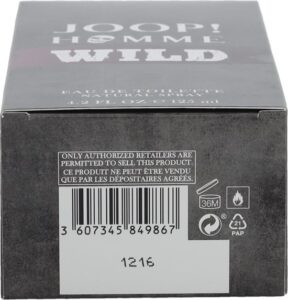 JOOP!
HOMME
WILD
EAU DE TOILETTE
NATURAL SPRAY
4.2 FL OZ ℮ 125 ml
ONLY AUTHORIZED RETAILERS ARE
PERMITTED TO SELL THIS PRODUCT
CE PRODUIT NE PEUT ÊTRE VENDU
QUE PAR LES DÉPOSITAIRES AGRÉÉS
36M
21
PAP
3 607345 849867
1216